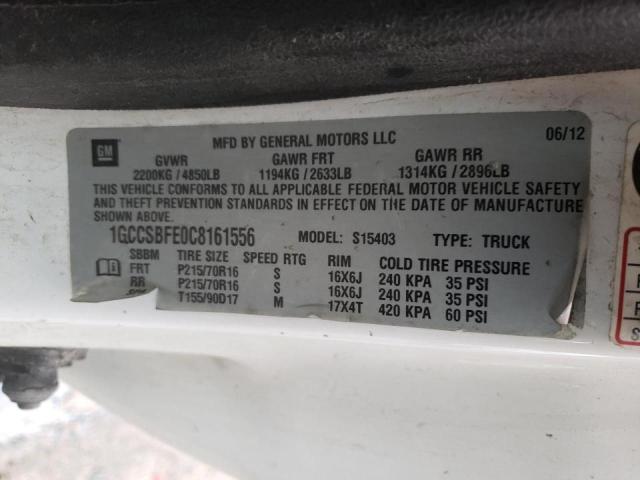 GM
MFD BY GENERAL MOTORS LLC 06/12
GVWR GAWR FRT GAWR RR
2200KG / 4850LB 1194KG / 2633LB 1314KG / 2896LB
THIS VEHICLE CONFORMS TO ALL APPLICABLE FEDERAL MOTOR VEHICLE SAFETY
AND THEFT PREVENTION STANDARDS IN EFFECT ON THE DATE OF MANUFACTURE
SHOWN ABOVE.
1GCCSBFE0C8161556 MODEL: S15403 TYPE: TRUCK
SBBM TIRE SIZE SPEED RTG RIM COLD TIRE PRESSURE
FRT P215/70R16 S 16X6J 240 KPA 35 PSI
RR P215/70R16 S 16X6J 240 KPA 35 PSI
T155/90D17 M 17X4T 420 KPA 60 PSI